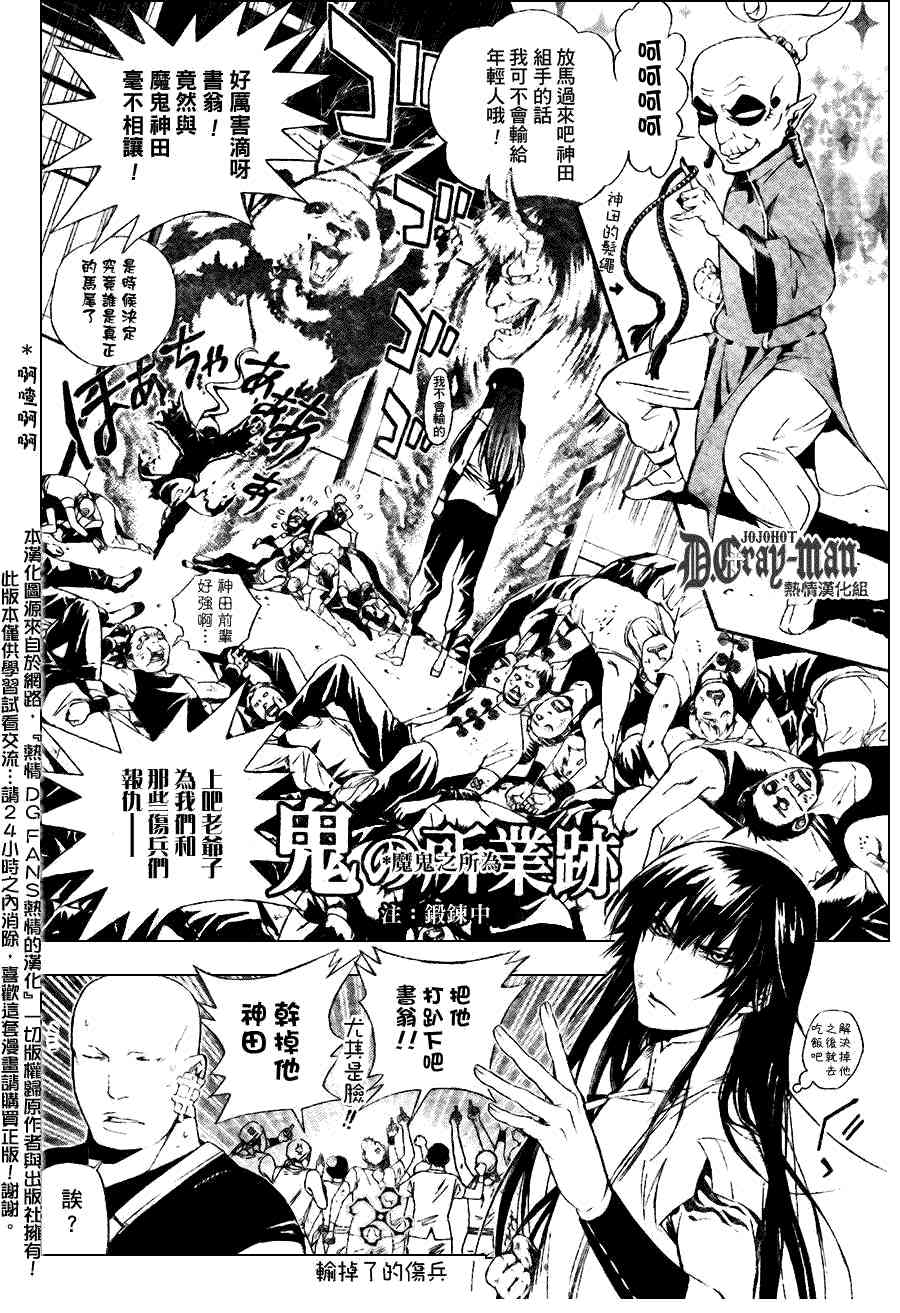 呵呵呵呵
放馬過來吧神田
組手的話
我可不會輸給
年輕人哦！
神田的髮繩
好厲害滴呀
書翁！
竟然與
魔鬼神田
毫不相讓！
ゴ
ゴ
ゴ
ゴ
是時候決定
究竟誰是真正
的馬尾了
我不會輸的
ほあちゃ
あ
あああ
あ
JOJOHOT
D.Gray-man
熱情漢化組
神田前輩
好強啊…
上吧老爺子
為我們和
那些傷兵們
報仇——
鬼の所業跡
*魔鬼之所為
注：鍛鍊中
解決掉他
之後就去
吃飯吧
把他
打趴下吧
書翁!!
尤其是臉!!
幹掉他
神田
誒？
輸掉了的傷兵
*啊噠啊啊
本漢化圖源來自於網路，『熱情DG FANS熱情的漢化』一切版權歸原作者與出版社擁有！
此版本僅供學習試看交流…請24小時之內消除，喜歡這套漫畫請購買正版！謝謝。